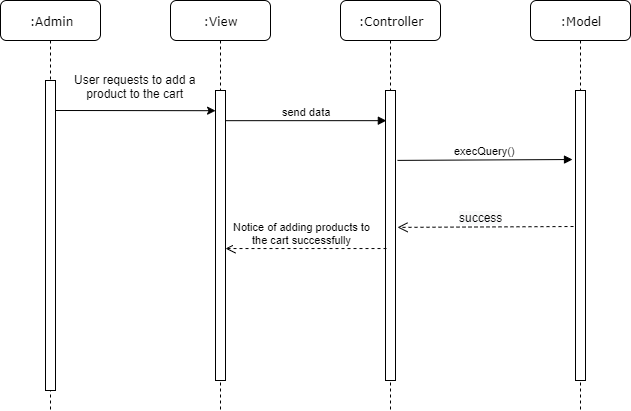 :Admin
:View
:Controller
:Model
User requests to add a
product to the cart
send data
execQuery()
success
Notice of adding products to
the cart successfully